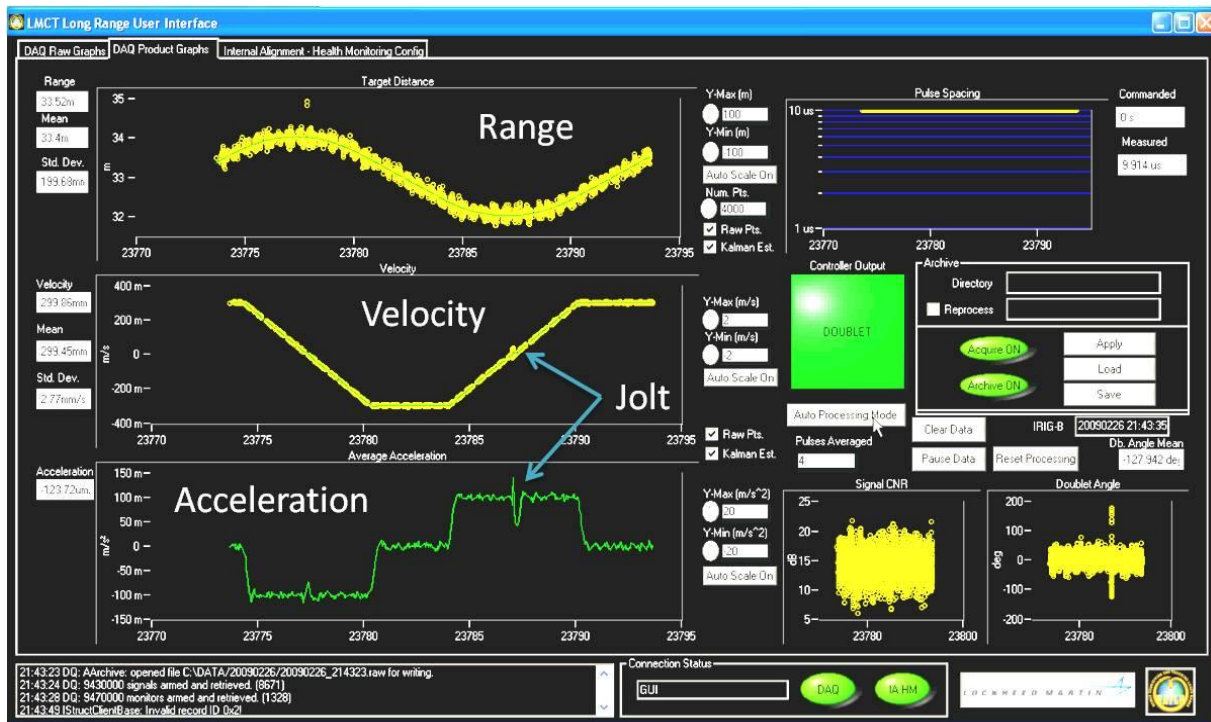 LMCT Long Range User Interface
DAQ Raw Graphs DAQ Product Graphs Internal Alignment - Health Monitoring Config
Range
33.52m
Mean
33.4m
Std. Dev.
199.68mm
Target Distance
8
Range
35
34
33
32
m
23770 23775 23780 23785 23790 23795
Y-Max (m)
100
Y-Min (m)
-100
Auto Scale On
Num. Pts.
4000
Raw Pts.
Kalman Est.
Pulse Spacing
10 us
1 us
23770 23780 23790
Commanded
0 s
Measured
9.914 us
Velocity
299.86mm
Mean
299.45mm
Std. Dev.
2.77mm/s
Velocity
Velocity
400 m
200 m
0
-200 m
-400 m
m/s
23770 23775 23780 23785 23790 23795
Jolt
Y-Max (m/s)
2
Y-Min (m/s)
-2
Auto Scale On
Raw Pts.
Kalman Est.
Controller Output
DOUBLET
Auto Processing Mode
Pulses Averaged
4
Archive
Directory
Reprocess
Acquire ON
Archive ON
Apply
Load
Save
Clear Data
Pause Data
Reset Processing
IRIG-B 20090226 21:43:35
Db. Angle Mean
-127.942 deg
Acceleration
-123.72um.
Average Acceleration
Acceleration
150 m
100 m
50 m
0
-50 m
-100 m
-150 m
m/s²
23770 23775 23780 23785 23790 23795
Y-Max (m/s^2)
20
Y-Min (m/s^2)
-20
Auto Scale On
Signal CNR
25
20
15
10
5
dB
23780 23800
Doublet Angle
200
100
0
-100
-200
deg
23780 23800
21:43:23 DQ: AArchive: opened file C:\DATA/20090226/20090226_214323.raw for writing.
21:43:24 DQ: 9430000 signals armed and retrieved. (8671)
21:43:28 DQ: 9470000 monitors armed and retrieved. (1328)
21:43:49 IStructClientBase: Invalid record ID 0x2!
Connection Status
GUI
DAQ
IA HM
LOCKHEED MARTIN